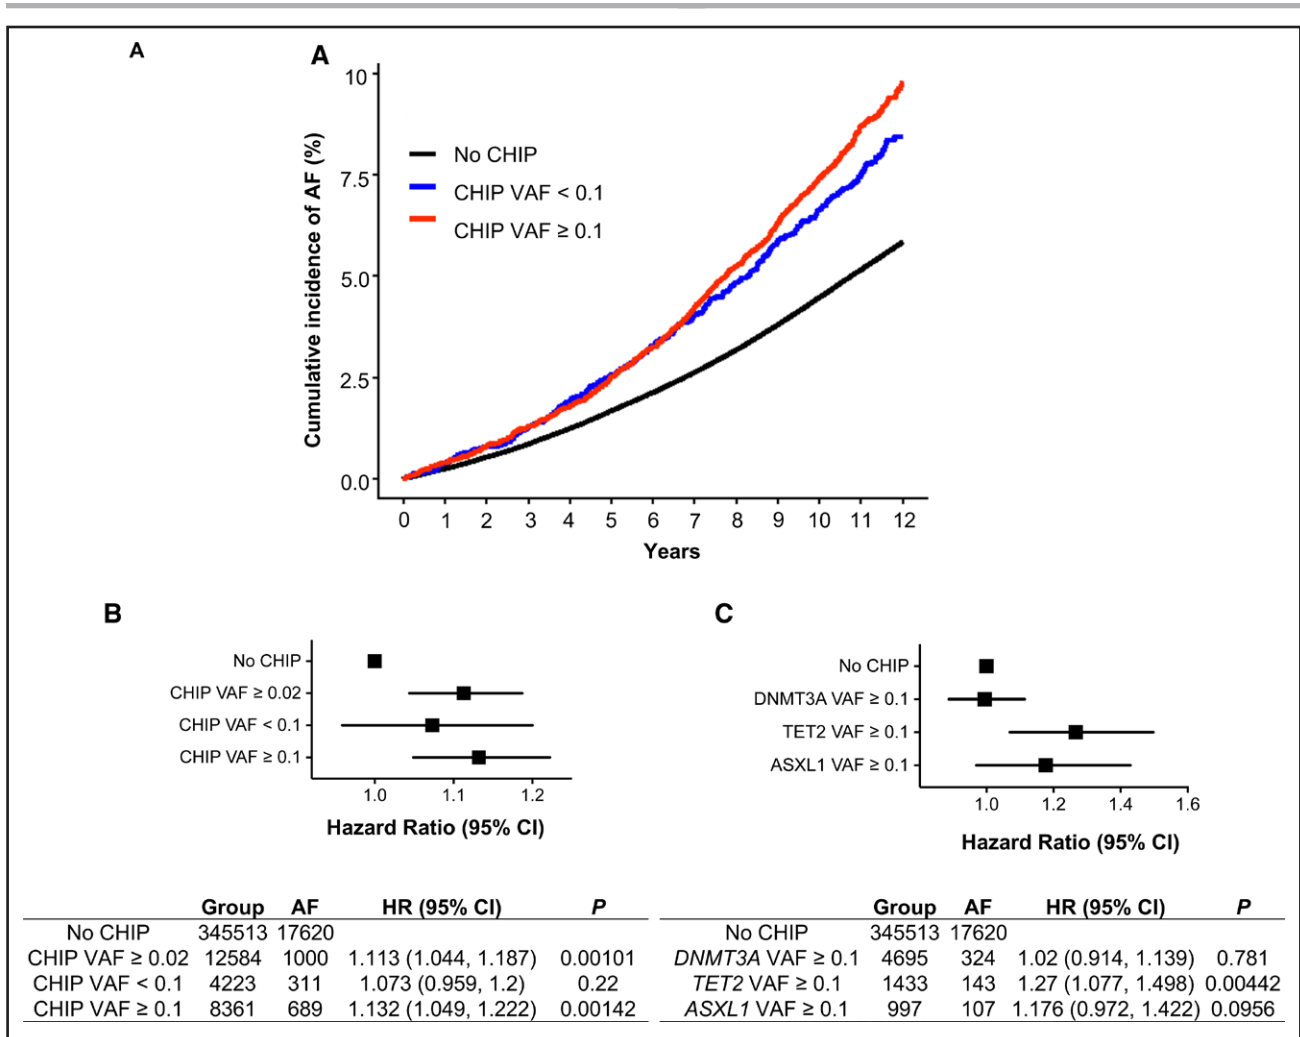 A
A
10
7.5
5.0
2.5
0.0
Cumulative incidence of AF (%)
No CHIP
CHIP VAF < 0.1
CHIP VAF ≥ 0.1
0 1 2 3 4 5 6 7 8 9 10 11 12
Years
B
No CHIP
CHIP VAF ≥ 0.02
CHIP VAF < 0.1
CHIP VAF ≥ 0.1
1.0 1.1 1.2
Hazard Ratio (95% CI)
C
No CHIP
DNMT3A VAF ≥ 0.1
TET2 VAF ≥ 0.1
ASXL1 VAF ≥ 0.1
1.0 1.2 1.4 1.6
Hazard Ratio (95% CI)
Group AF HR (95% CI) P
No CHIP 345513 17620
CHIP VAF ≥ 0.02 12584 1000 1.113 (1.044, 1.187) 0.00101
CHIP VAF < 0.1 4223 311 1.073 (0.959, 1.2) 0.22
CHIP VAF ≥ 0.1 8361 689 1.132 (1.049, 1.222) 0.00142
Group AF HR (95% CI) P
No CHIP 345513 17620
DNMT3A VAF ≥ 0.1 4695 324 1.02 (0.914, 1.139) 0.781
TET2 VAF ≥ 0.1 1433 143 1.27 (1.077, 1.498) 0.00442
ASXL1 VAF ≥ 0.1 997 107 1.176 (0.972, 1.422) 0.0956